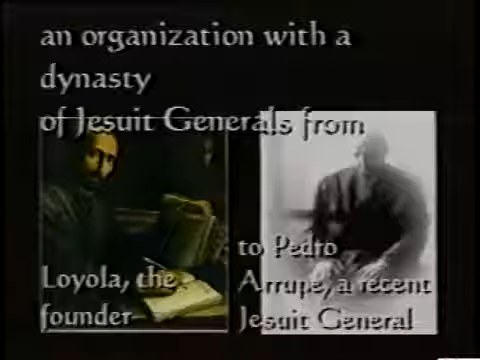 an organization with a
dynasty
of Jesuit Generals from
Loyola, the
founder
to Pedro
Arrupe, a recent
Jesuit General